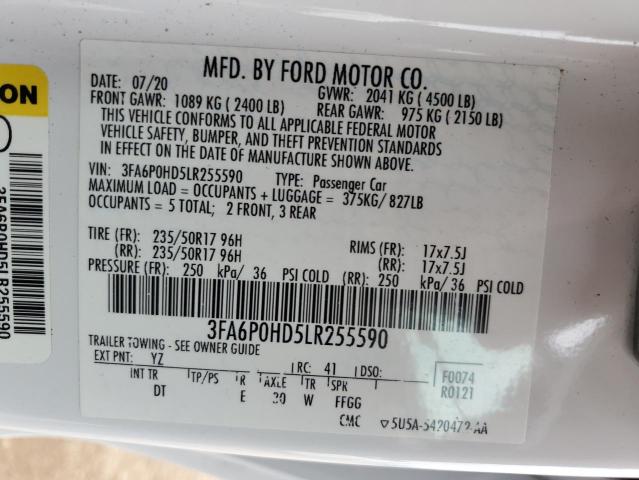 MFD. BY FORD MOTOR CO.
DATE: 07/20 GVWR: 2041 KG ( 4500 LB)
FRONT GAWR: 1089 KG ( 2400 LB) REAR GAWR: 975 KG ( 2150 LB)
THIS VEHICLE CONFORMS TO ALL APPLICABLE FEDERAL MOTOR
VEHICLE SAFETY, BUMPER, AND THEFT PREVENTION STANDARDS
IN EFFECT ON THE DATE OF MANUFACTURE SHOWN ABOVE.
VIN: 3FA6P0HD5LR255590 TYPE: Passenger Car
MAXIMUM LOAD = OCCUPANTS + LUGGAGE = 375KG/ 827LB
OCCUPANTS = 5 TOTAL; 2 FRONT, 3 REAR
TIRE (FR): 235/50R17 96H RIMS (FR): 17x7.5J
(RR): 235/50R17 96H (RR): 17x7.5J
PRESSURE (FR): 250 kPa/ 36 PSI COLD (RR): 250 kPa/ 36 PSI COLD
3FA6P0HD5LR255590
TRAILER TOWING - SEE OWNER GUIDE
EXT PNT: YZ RC: 41 DSO: F0074
INT TR TP/PS R AXLE TR SPR R0121
DT E 30 W FFGG
CMC ▽5U5A-5420472-AA
ON
3FA6P0HD5LR255590